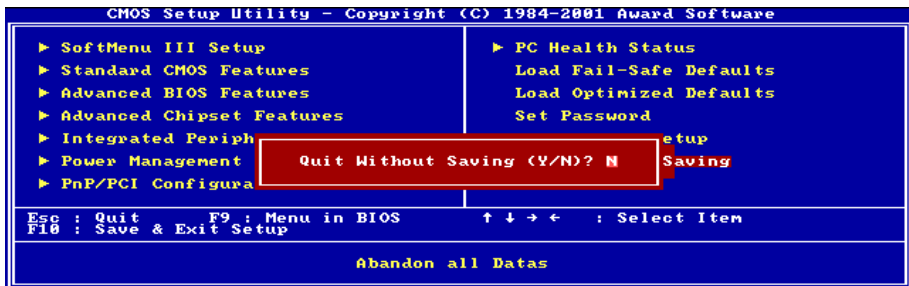 CMOS Setup Utility – Copyright (C) 1984-2001 Award Software
▶ SoftMenu III Setup
▶ Standard CMOS Features
▶ Advanced BIOS Features
▶ Advanced Chipset Features
▶ Integrated Periph
▶ Power Management
▶ PnP/PCI Configura
▶ PC Health Status
Load Fail-Safe Defaults
Load Optimized Defaults
Set Password
etup
Saving
Quit Without Saving (Y/N)? N
Esc : Quit F9 : Menu in BIOS ↑ ↓ → ← : Select Item
F10 : Save & Exit Setup
Abandon all Datas